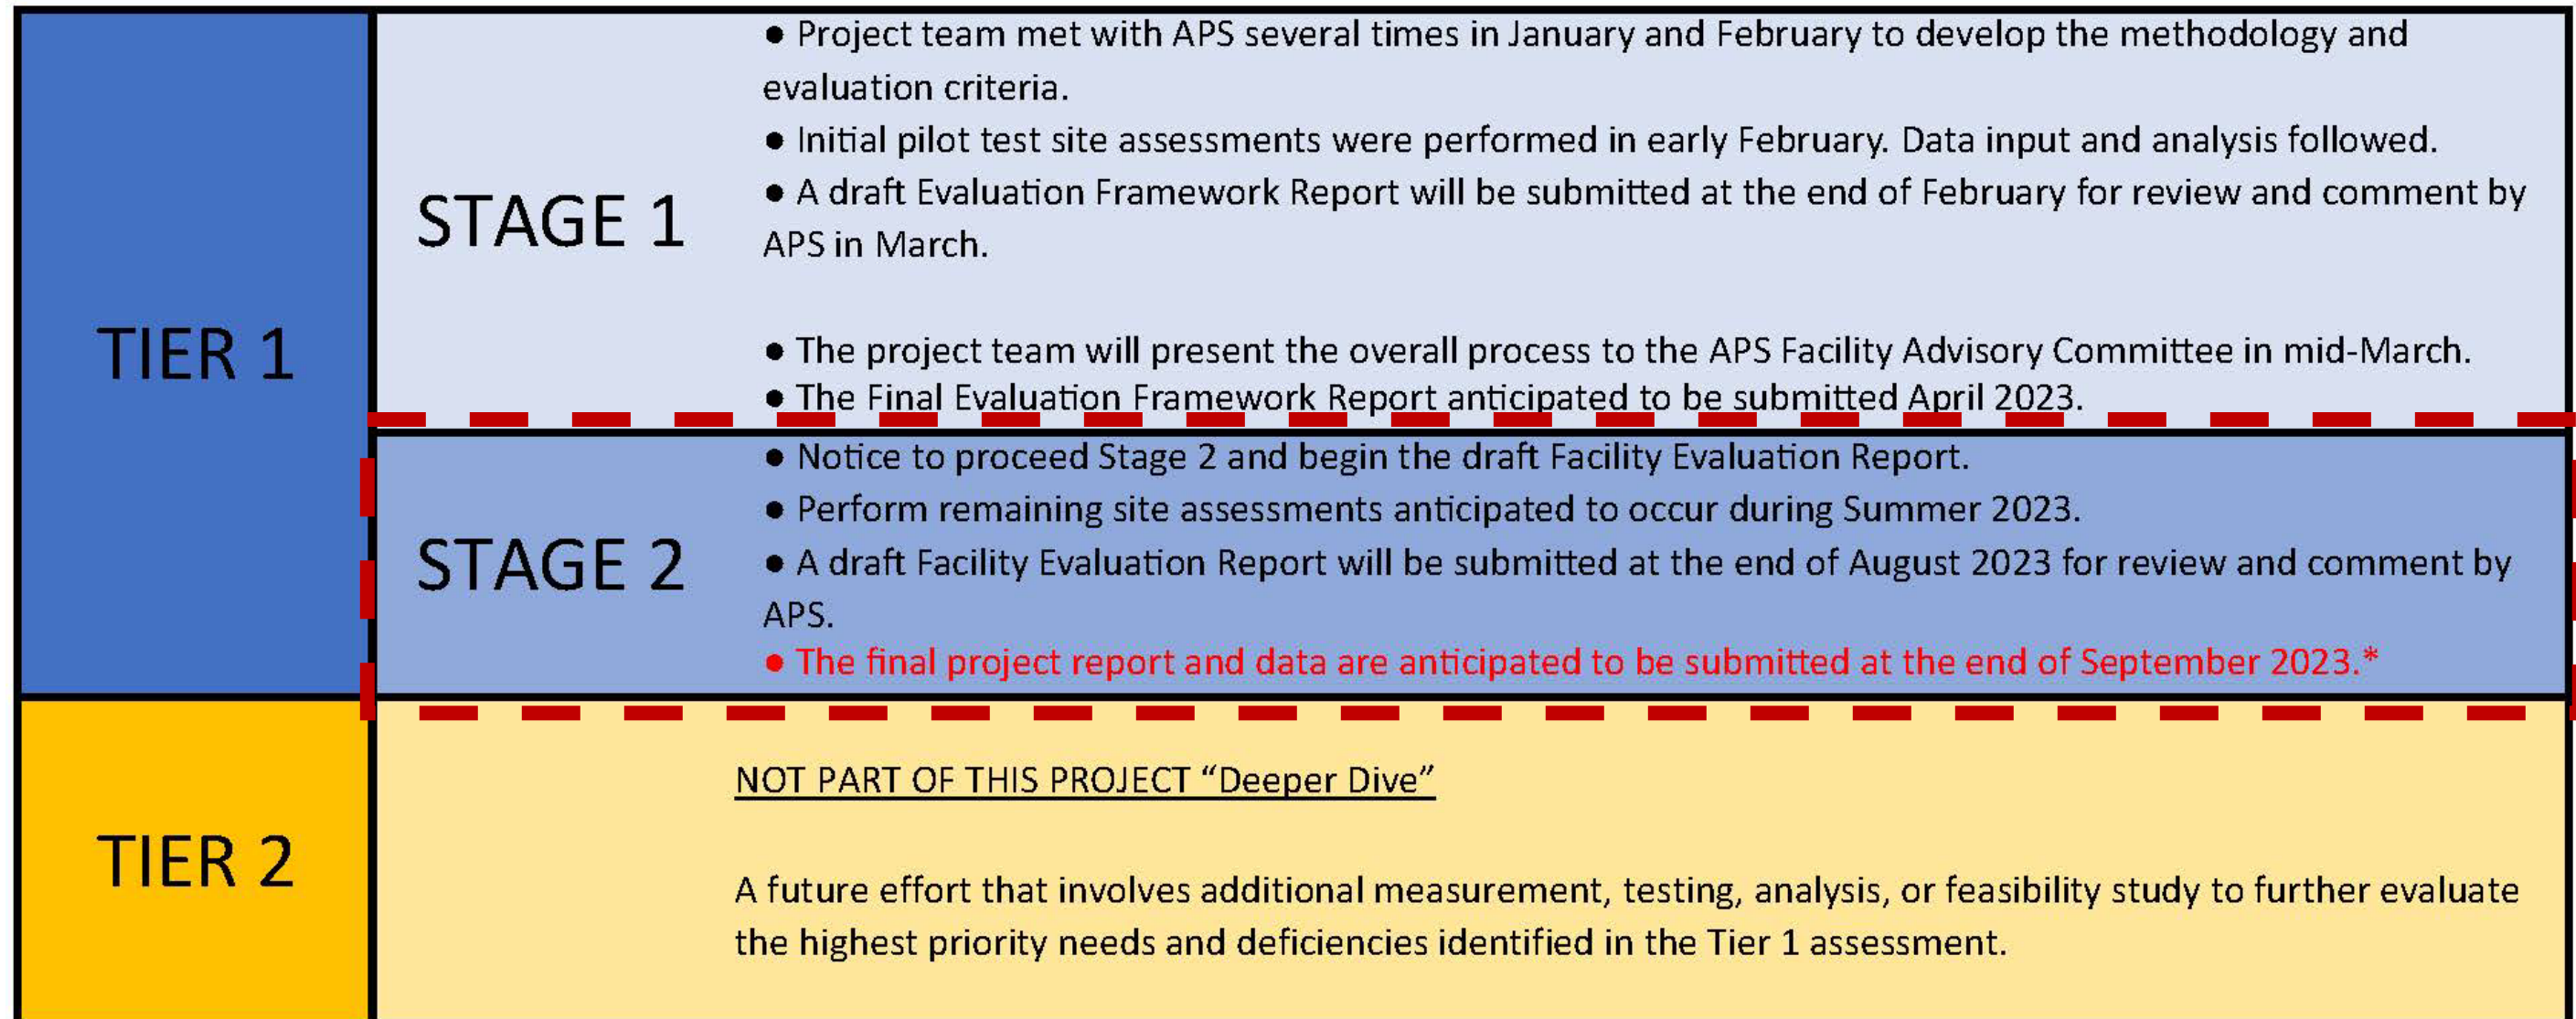 TIER 1
STAGE 1
● Project team met with APS several times in January and February to develop the methodology and
evaluation criteria.
● Initial pilot test site assessments were performed in early February. Data input and analysis followed.
● A draft Evaluation Framework Report will be submitted at the end of February for review and comment by
APS in March.
● The project team will present the overall process to the APS Facility Advisory Committee in mid-March.
● The Final Evaluation Framework Report anticipated to be submitted April 2023.
STAGE 2
● Notice to proceed Stage 2 and begin the draft Facility Evaluation Report.
● Perform remaining site assessments anticipated to occur during Summer 2023.
● A draft Facility Evaluation Report will be submitted at the end of August 2023 for review and comment by
APS.
● The final project report and data are anticipated to be submitted at the end of September 2023.*
TIER 2
NOT PART OF THIS PROJECT “Deeper Dive”
A future effort that involves additional measurement, testing, analysis, or feasibility study to further evaluate
the highest priority needs and deficiencies identified in the Tier 1 assessment.